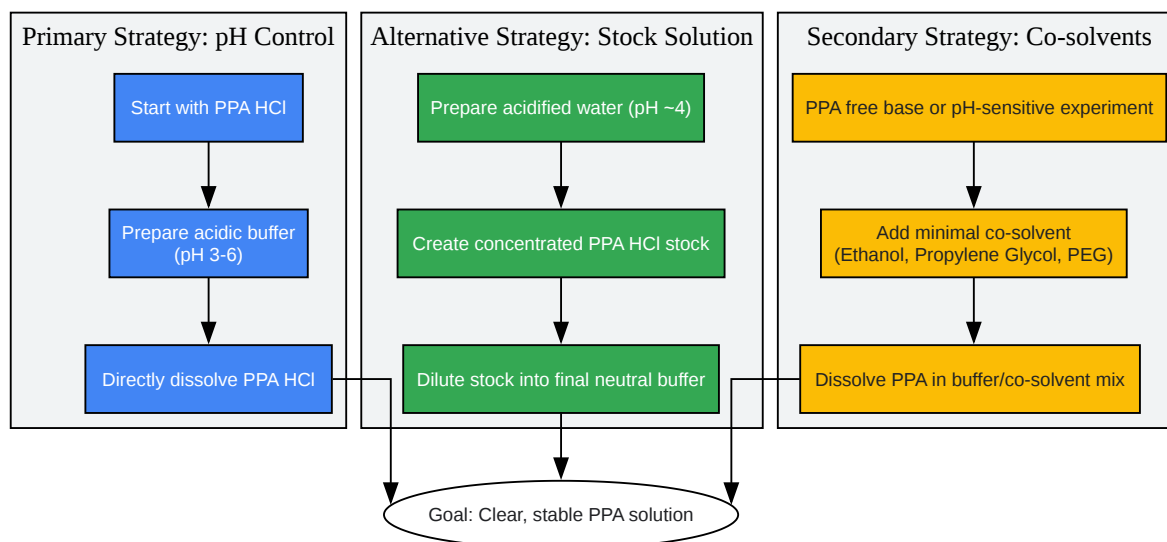 Primary Strategy: pH Control
Start with PPA HCl
Prepare acidic buffer
(pH 3-6)
Directly dissolve PPA HCl
Alternative Strategy: Stock Solution
Prepare acidified water (pH ~4)
Create concentrated PPA HCl stock
Dilute stock into final neutral buffer
Secondary Strategy: Co-solvents
PPA free base or pH-sensitive experiment
Add minimal co-solvent
(Ethanol, Propylene Glycol, PEG)
Dissolve PPA in buffer/co-solvent mix
Goal: Clear, stable PPA solution